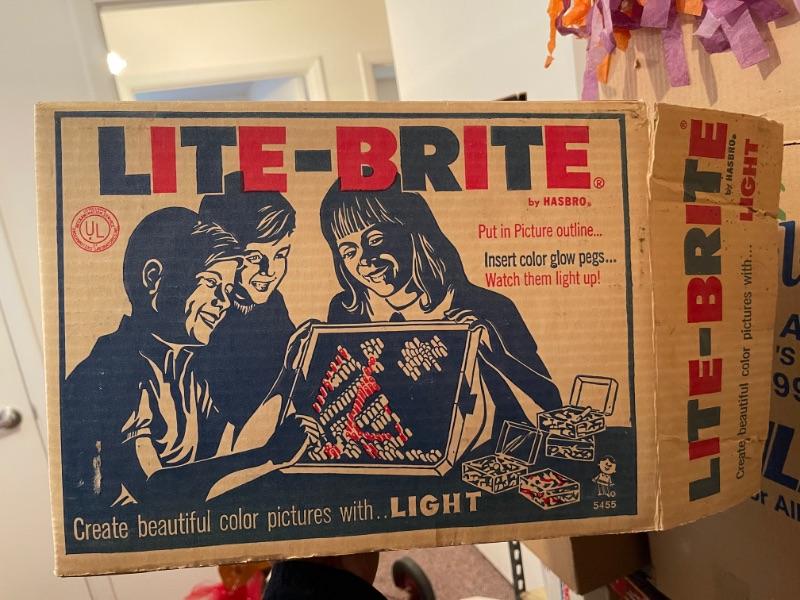 LITE-BRITE®
by HASBRO®
UL
Put in Picture outline...
Insert color glow pegs...
Watch them light up!
Create beautiful color pictures with..LIGHT
5455
LITE-BRITE®
by HASBRO®
Create beautiful color pictures with...
LIGHT